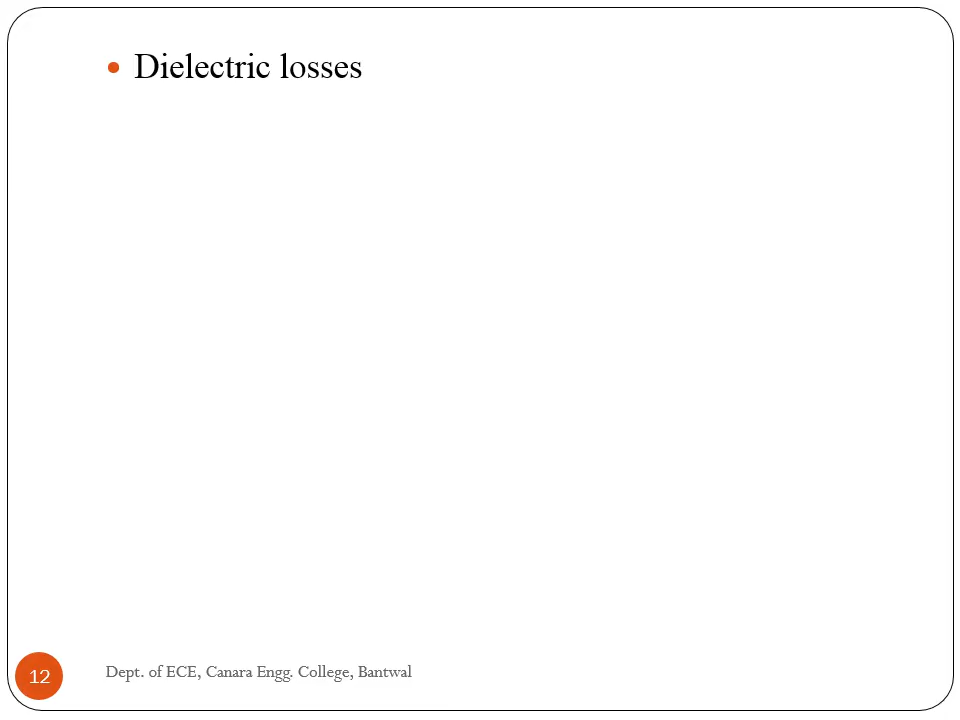 Dielectric losses
12
Dept. of ECE, Canara Engg. College, Bantwal